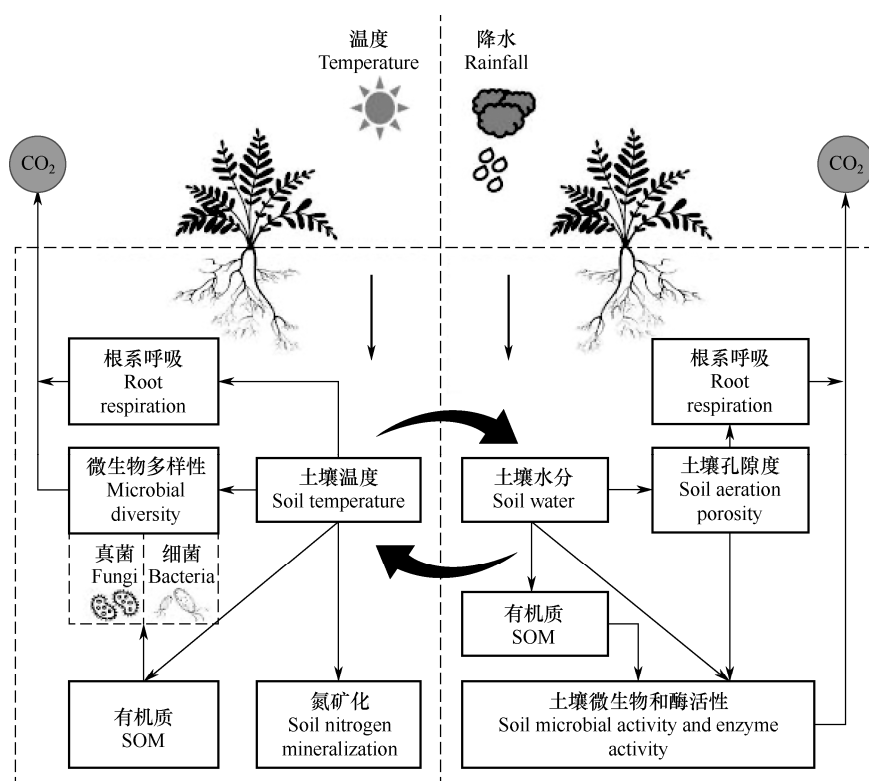 温度
Temperature
降水
Rainfall
CO₂
CO₂
根系呼吸
Root
respiration
根系呼吸
Root
respiration
微生物多样性
Microbial
diversity
土壤温度
Soil temperature
土壤水分
Soil water
土壤孔隙度
Soil aeration
porosity
真菌
Fungi
细菌
Bacteria
有机质
SOM
有机质
SOM
氮矿化
Soil nitrogen
mineralization
土壤微生物和酶活性
Soil microbial activity and enzyme
activity